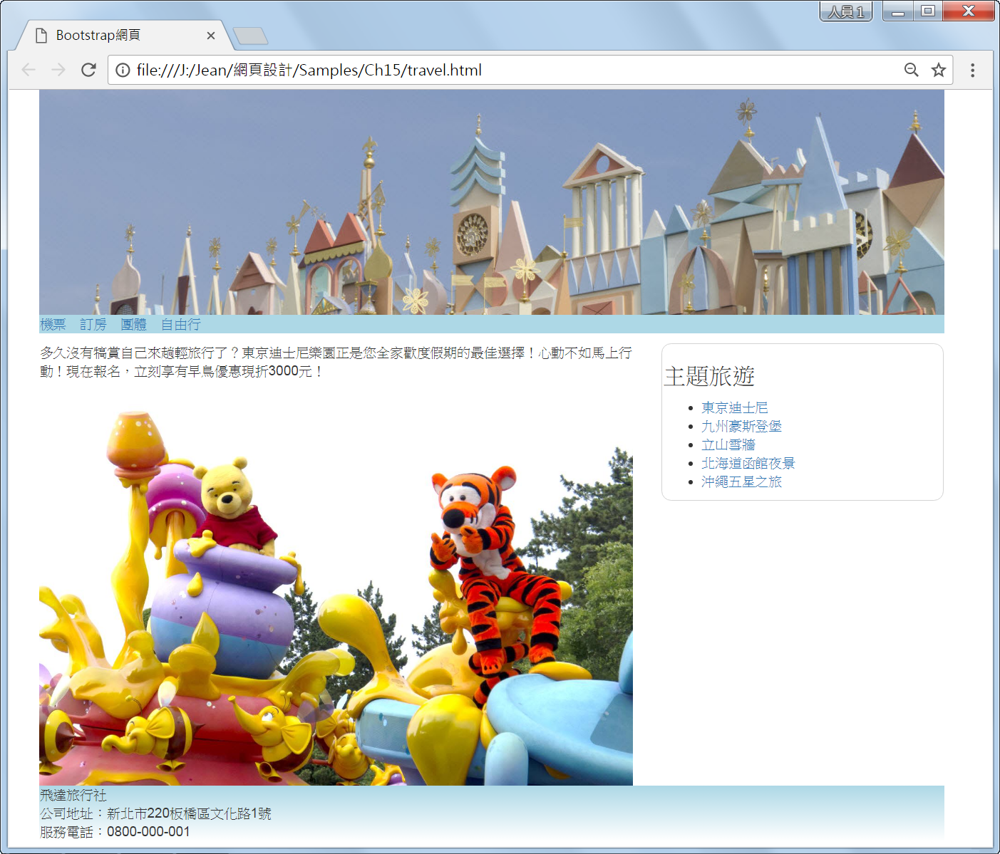 人員 1
Bootstrap網頁
file:///J:/Jean/網頁設計/Samples/Ch15/travel.html
機票 訂房 團體 自由行
多久沒有犒賞自己來趟輕旅行了？東京迪士尼樂園正是您全家歡度假期的最佳選擇！心動不如馬上行
動！現在報名，立刻享有早鳥優惠現折3000元！
主題旅遊
東京迪士尼
九州豪斯登堡
立山雪牆
北海道函館夜景
沖繩五星之旅
飛達旅行社
公司地址：新北市220板橋區文化路1號
服務電話：0800-000-001